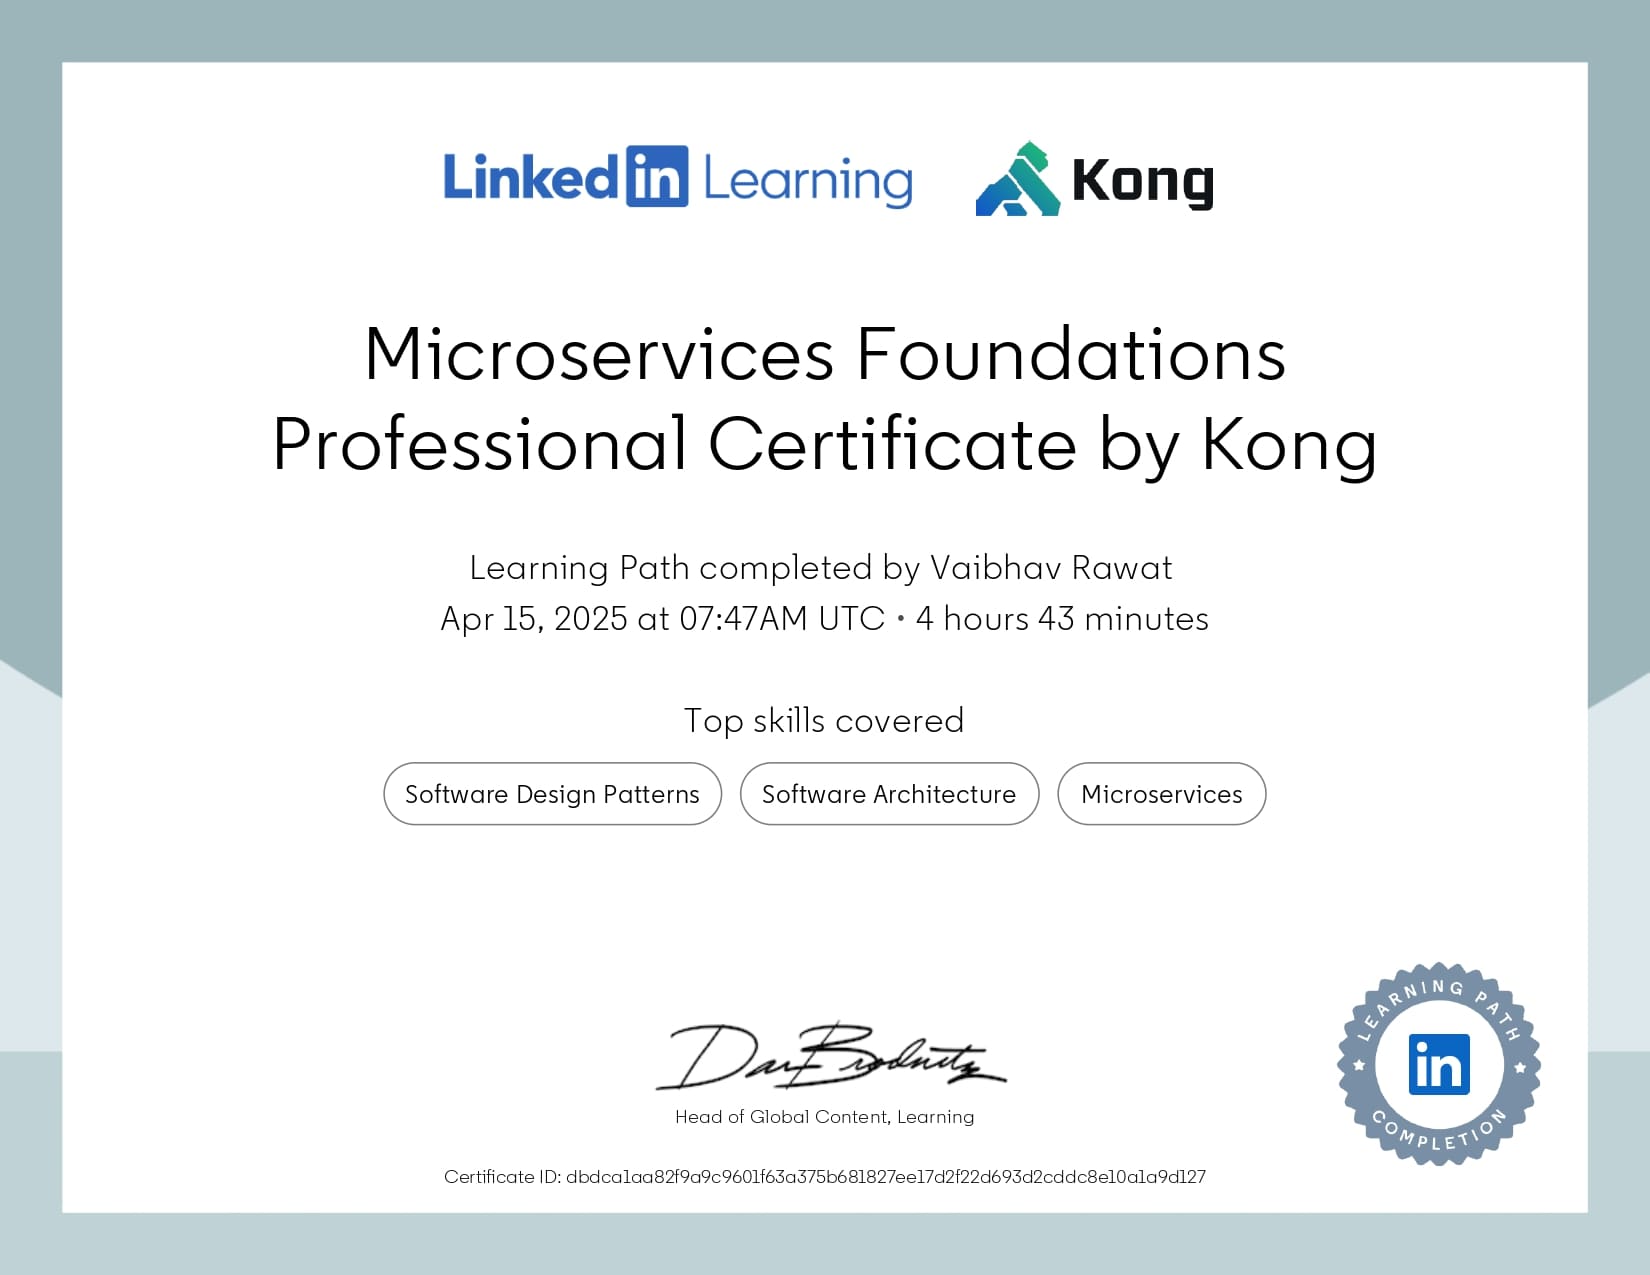 Linked in Learning Kong
Microservices Foundations
Professional Certificate by Kong
Learning Path completed by Vaibhav Rawat
Apr 15, 2025 at 07:47AM UTC • 4 hours 43 minutes
Top skills covered
Software Design Patterns Software Architecture Microservices
Dan Brodnitz
Head of Global Content, Learning
Certificate ID: dbdca1aa82f9a9c9601f63a375b681827ee17d2f22d693d2cddc8e10a1a9d127
LEARNING PATH
in
COMPLETION